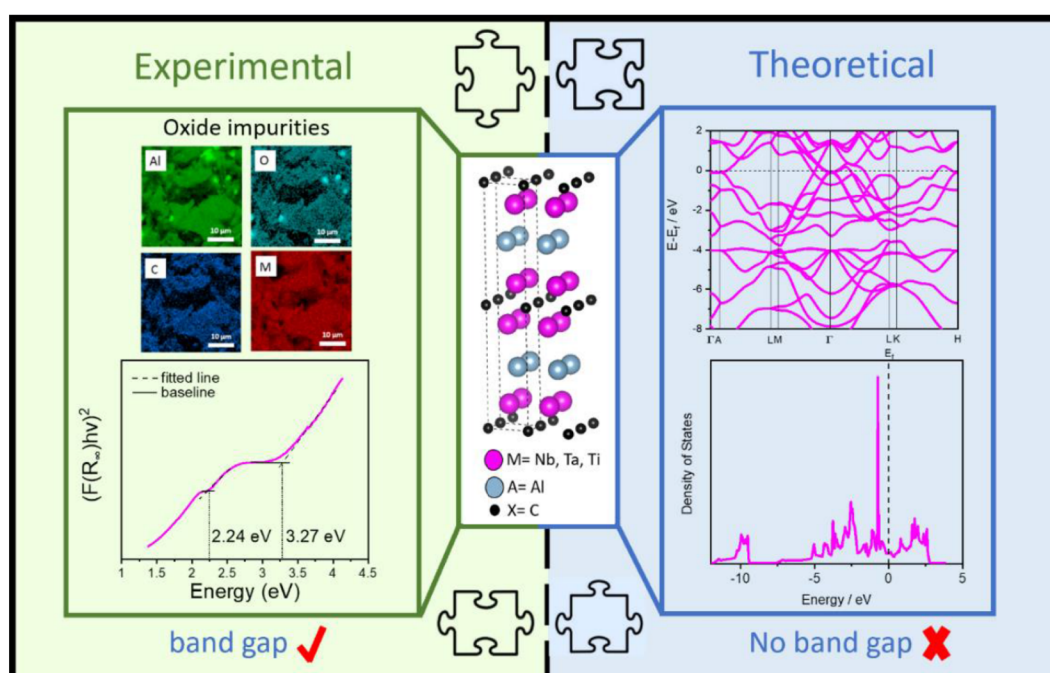 Experimental
Oxide impurities
Al
O
10 μm
10 μm
C
M
10 μm
10 μm
fitted line
baseline
(F(R∞)hv)²
2.24 eV
3.27 eV
1 1.5 2 2.5 3 3.5 4 4.5
Energy (eV)
band gap
M= Nb, Ta, Ti
A= Al
X= C
Theoretical
E-Ef / eV
2
0
-2
-4
-6
-8
Γ A L M Γ L K H
Ef
Density of States
-10 -5 0 5
Energy / eV
No band gap